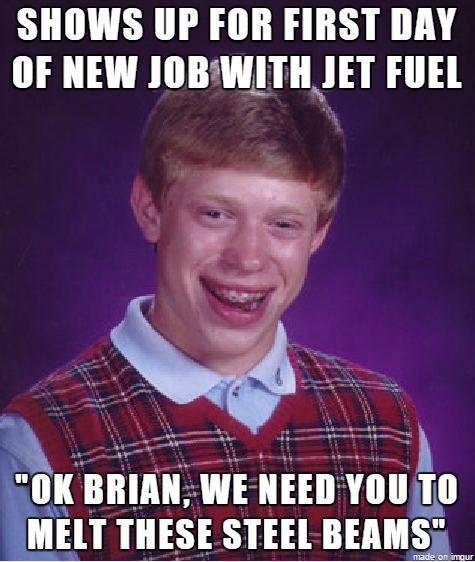 SHOWS UP FOR FIRST DAY
OF NEW JOB WITH JET FUEL
"OK BRIAN, WE NEED YOU TO
MELT THESE STEEL BEAMS"
made on imgur